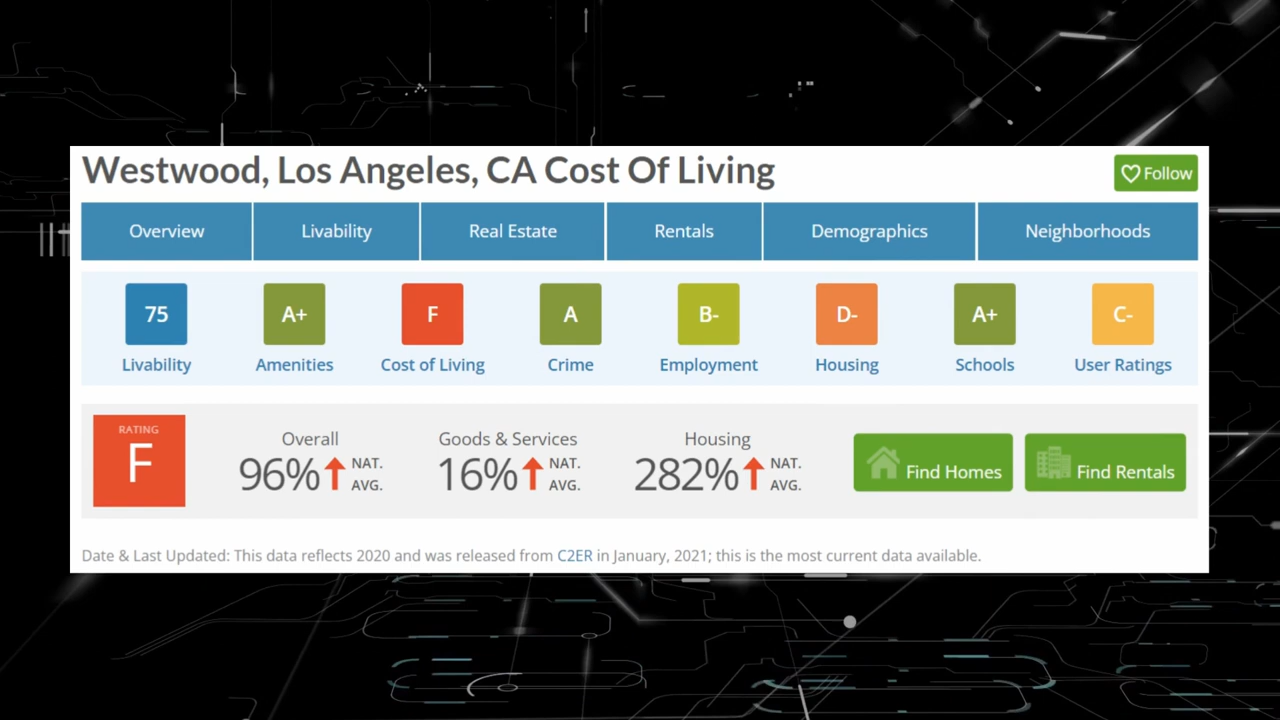 Westwood, Los Angeles, CA Cost Of Living
Follow
Overview Livability Real Estate Rentals Demographics Neighborhoods
75 A+ F A B- D- A+ C-
Livability Amenities Cost of Living Crime Employment Housing Schools User Ratings
RATING
F
Overall Goods & Services Housing
96% NAT. AVG. 16% NAT. AVG. 282% NAT. AVG.
Find Homes Find Rentals
Date & Last Updated: This data reflects 2020 and was released from C2ER in January, 2021; this is the most current data available.